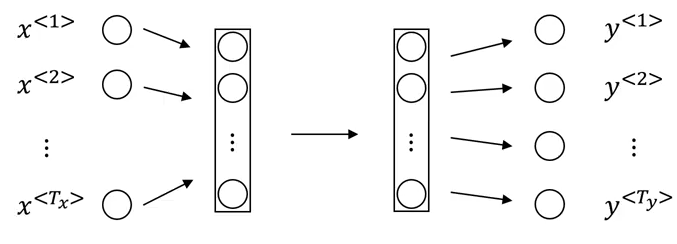 x<1> y<1>
x<2> y<2>
⋮ ⋮ ⋮ ⋮
x<Tx> y<Ty>